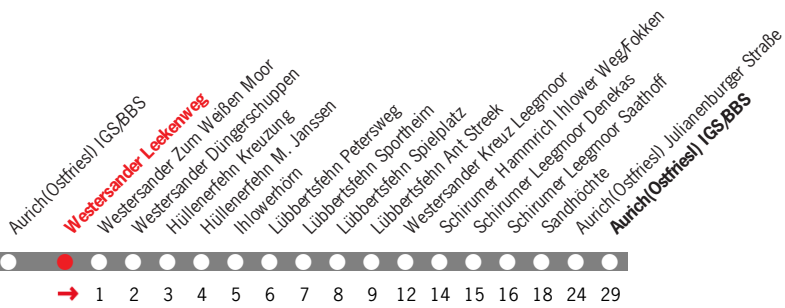 Aurich(Ostfriesl) IGS/BBS
Westersander Leekenweg
Westersander Zum Weißen Moor
Westersander Düngerschuppen
Hüllenerfehn Kreuzung
Hüllenerfehn M. Janssen
Ihlowerhörn
Lübbertsfehn Petersweg
Lübbertsfehn Sportheim
Lübbertsfehn Spielplatz
Lübbertsfehn Ant Streek
Westersander Kreuz Leegmoor
Schirumer Hammrich Ihlower Weg/Fokken
Schirumer Leegmoor Denekas
Schirumer Leegmoor Saathoff
Sandhöchte
Aurich(Ostfriesl) Julianenburger Straße
Aurich(Ostfriesl) IGS/BBS
➞ 1 2 3 4 5 6 7 8 9 12 14 15 16 18 24 29